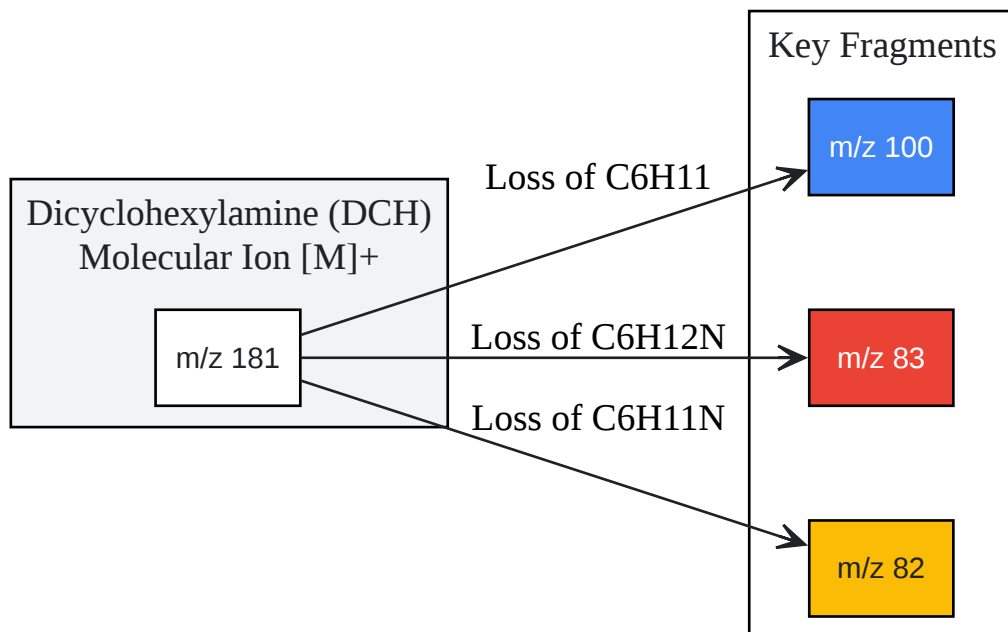 Key Fragments
m/z 100
Loss of C6H11
Dicyclohexylamine (DCH)
Molecular Ion [M]+
m/z 181
Loss of C6H12N
m/z 83
Loss of C6H11N
m/z 82